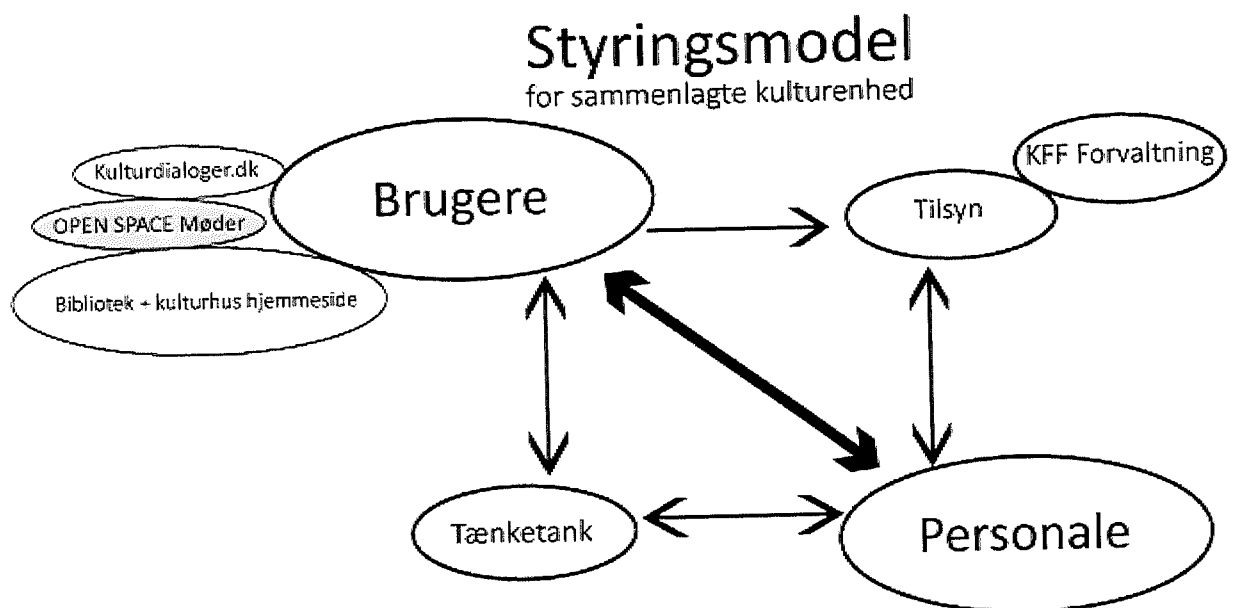 Styringsmodel
for sammenlagte kulturenhed
Kulturdialoger.dk
OPEN SPACE Møder
Bibliotek + kulturhus hjemmeside
Brugere
KFF Forvaltning
Tilsyn
Tænketank
Personale